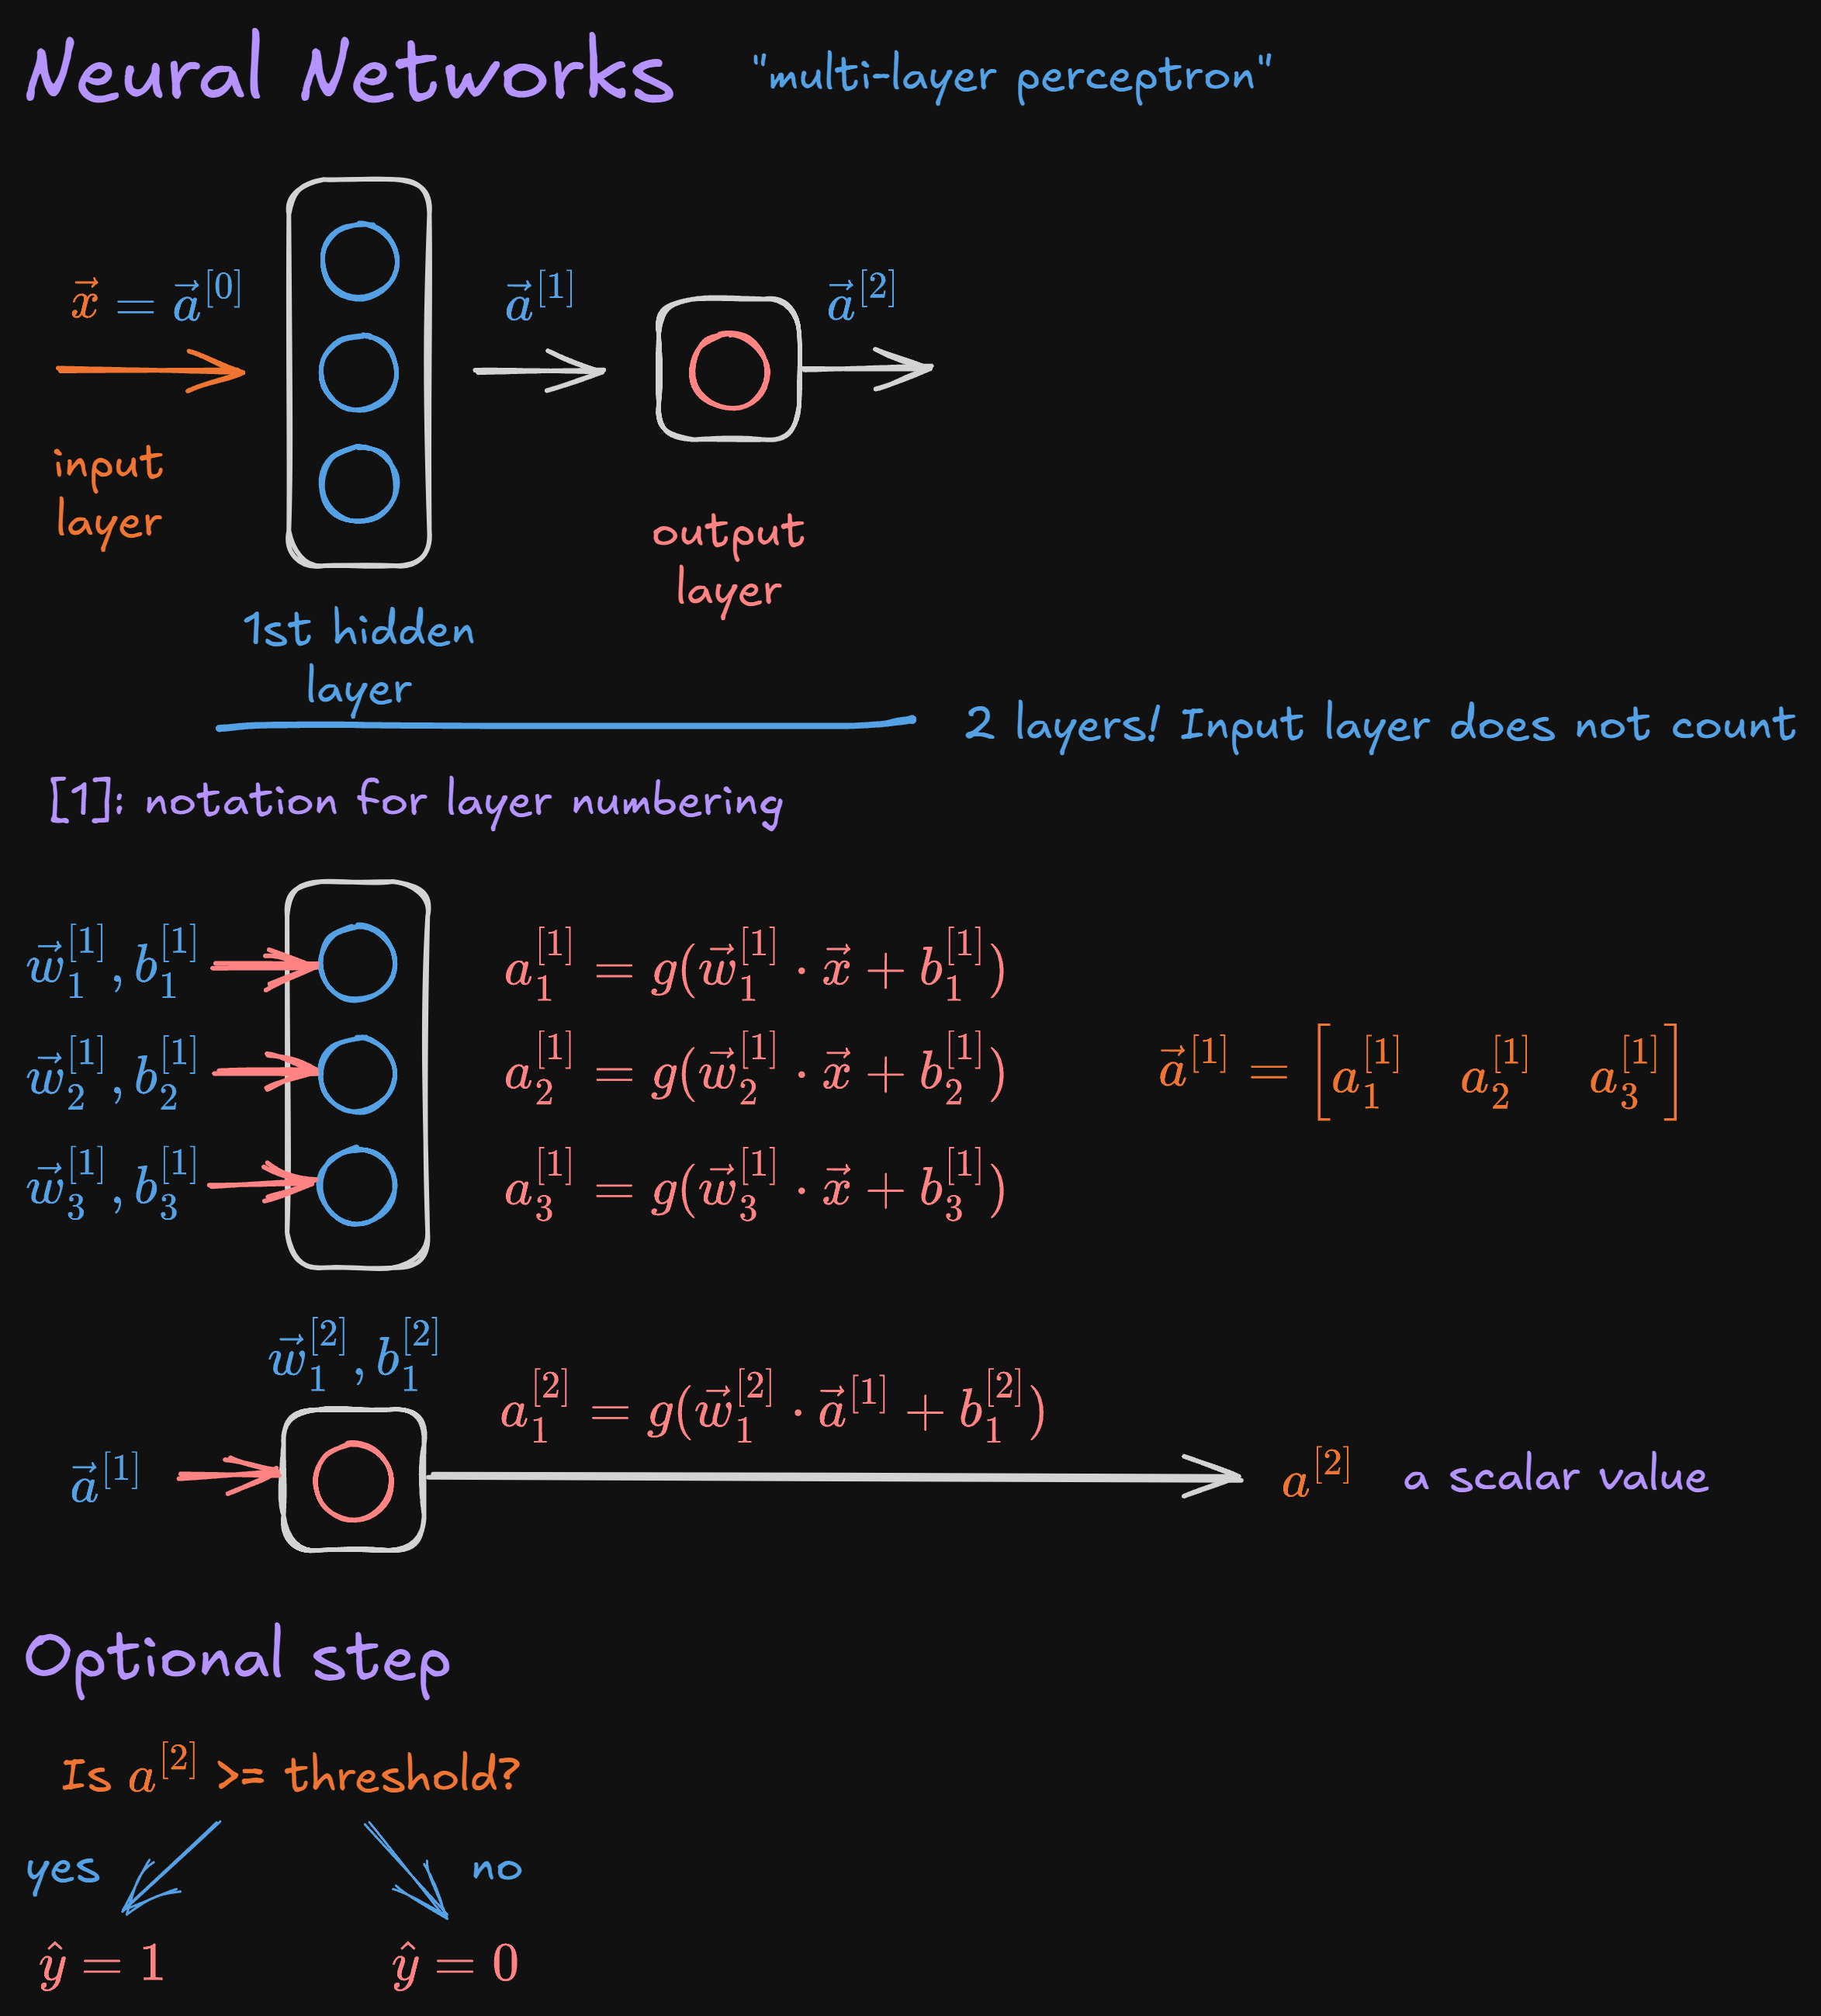 Neural Networks "multi-layer perceptron"
$\vec{x} = \vec{a}^{[0]}$
$\vec{a}^{[1]}$
$\vec{a}^{[2]}$
input
layer
output
layer
1st hidden
layer
2 layers! Input layer does not count
[1]: notation for layer numbering
$\vec{w}_1^{[1]}, b_1^{[1]}$ $a_1^{[1]} = g(\vec{w}_1^{[1]} \cdot \vec{x} + b_1^{[1]})$
$\vec{w}_2^{[1]}, b_2^{[1]}$ $a_2^{[1]} = g(\vec{w}_2^{[1]} \cdot \vec{x} + b_2^{[1]})$ $\vec{a}^{[1]} = \begin{bmatrix} a_1^{[1]} & a_2^{[1]} & a_3^{[1]} \end{bmatrix}$
$\vec{w}_3^{[1]}, b_3^{[1]}$ $a_3^{[1]} = g(\vec{w}_3^{[1]} \cdot \vec{x} + b_3^{[1]})$
$\vec{w}_1^{[2]}, b_1^{[2]}$
$a_1^{[2]} = g(\vec{w}_1^{[2]} \cdot \vec{a}^{[1]} + b_1^{[2]})$
$\vec{a}^{[1]}$ $a^{[2]}$ a scalar value
Optional step
Is $a^{[2]}$ >= threshold?
yes no
$\hat{y} = 1$ $\hat{y} = 0$